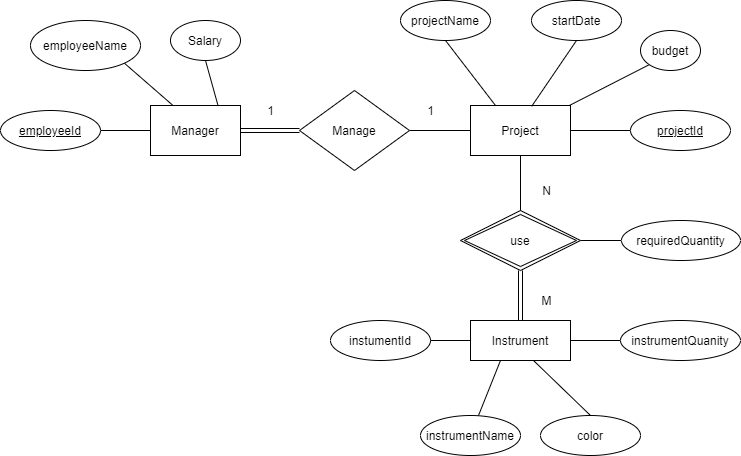 projectName
startDate
employeeName
Salary
budget
employeeId
Manager
1
Manage
1
Project
projectId
N
use
requiredQuantity
M
instumentId
Instrument
instrumentQuanity
instrumentName
color